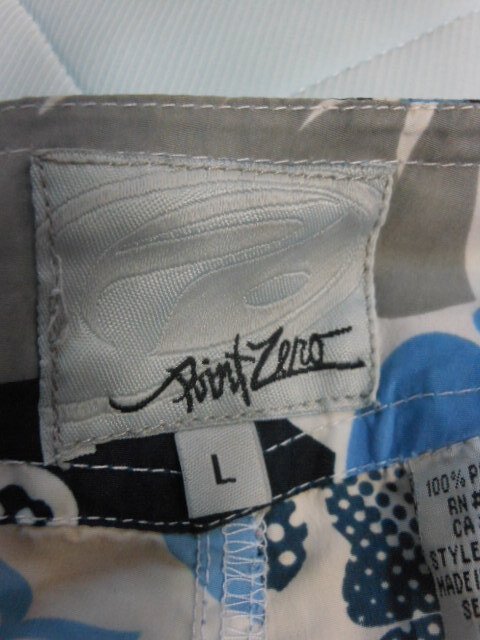 Point Zero
L
100% P
RN #
CA #
STYLE
MADE I
SE